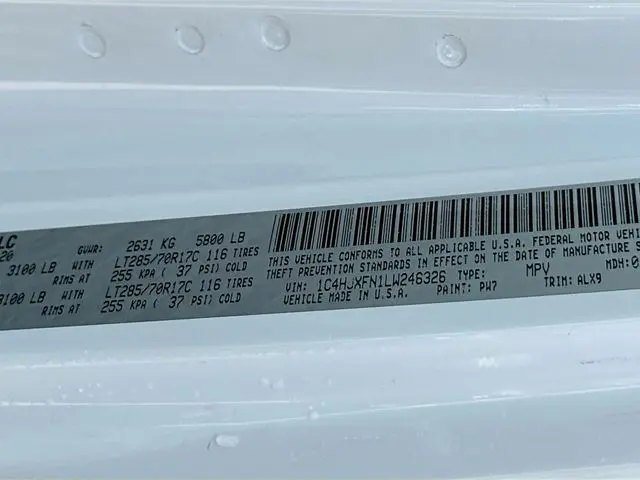 LC
20 GVWR: 2631 KG 5800 LB
3100 LB WITH LT285/70R17C 116 TIRES
RIMS AT 255 KPA ( 37 PSI) COLD
3100 LB WITH LT285/70R17C 116 TIRES
RIMS AT 255 KPA ( 37 PSI) COLD
THIS VEHICLE CONFORMS TO ALL APPLICABLE U.S.A. FEDERAL MOTOR VEHIC
THEFT PREVENTION STANDARDS IN EFFECT ON THE DATE OF MANUFACTURE S
VIN: 1C4HJXFN1LW246326 TYPE: MPV MDH: 0
VEHICLE MADE IN U.S.A. PAINT: PW7 TRIM: ALX9